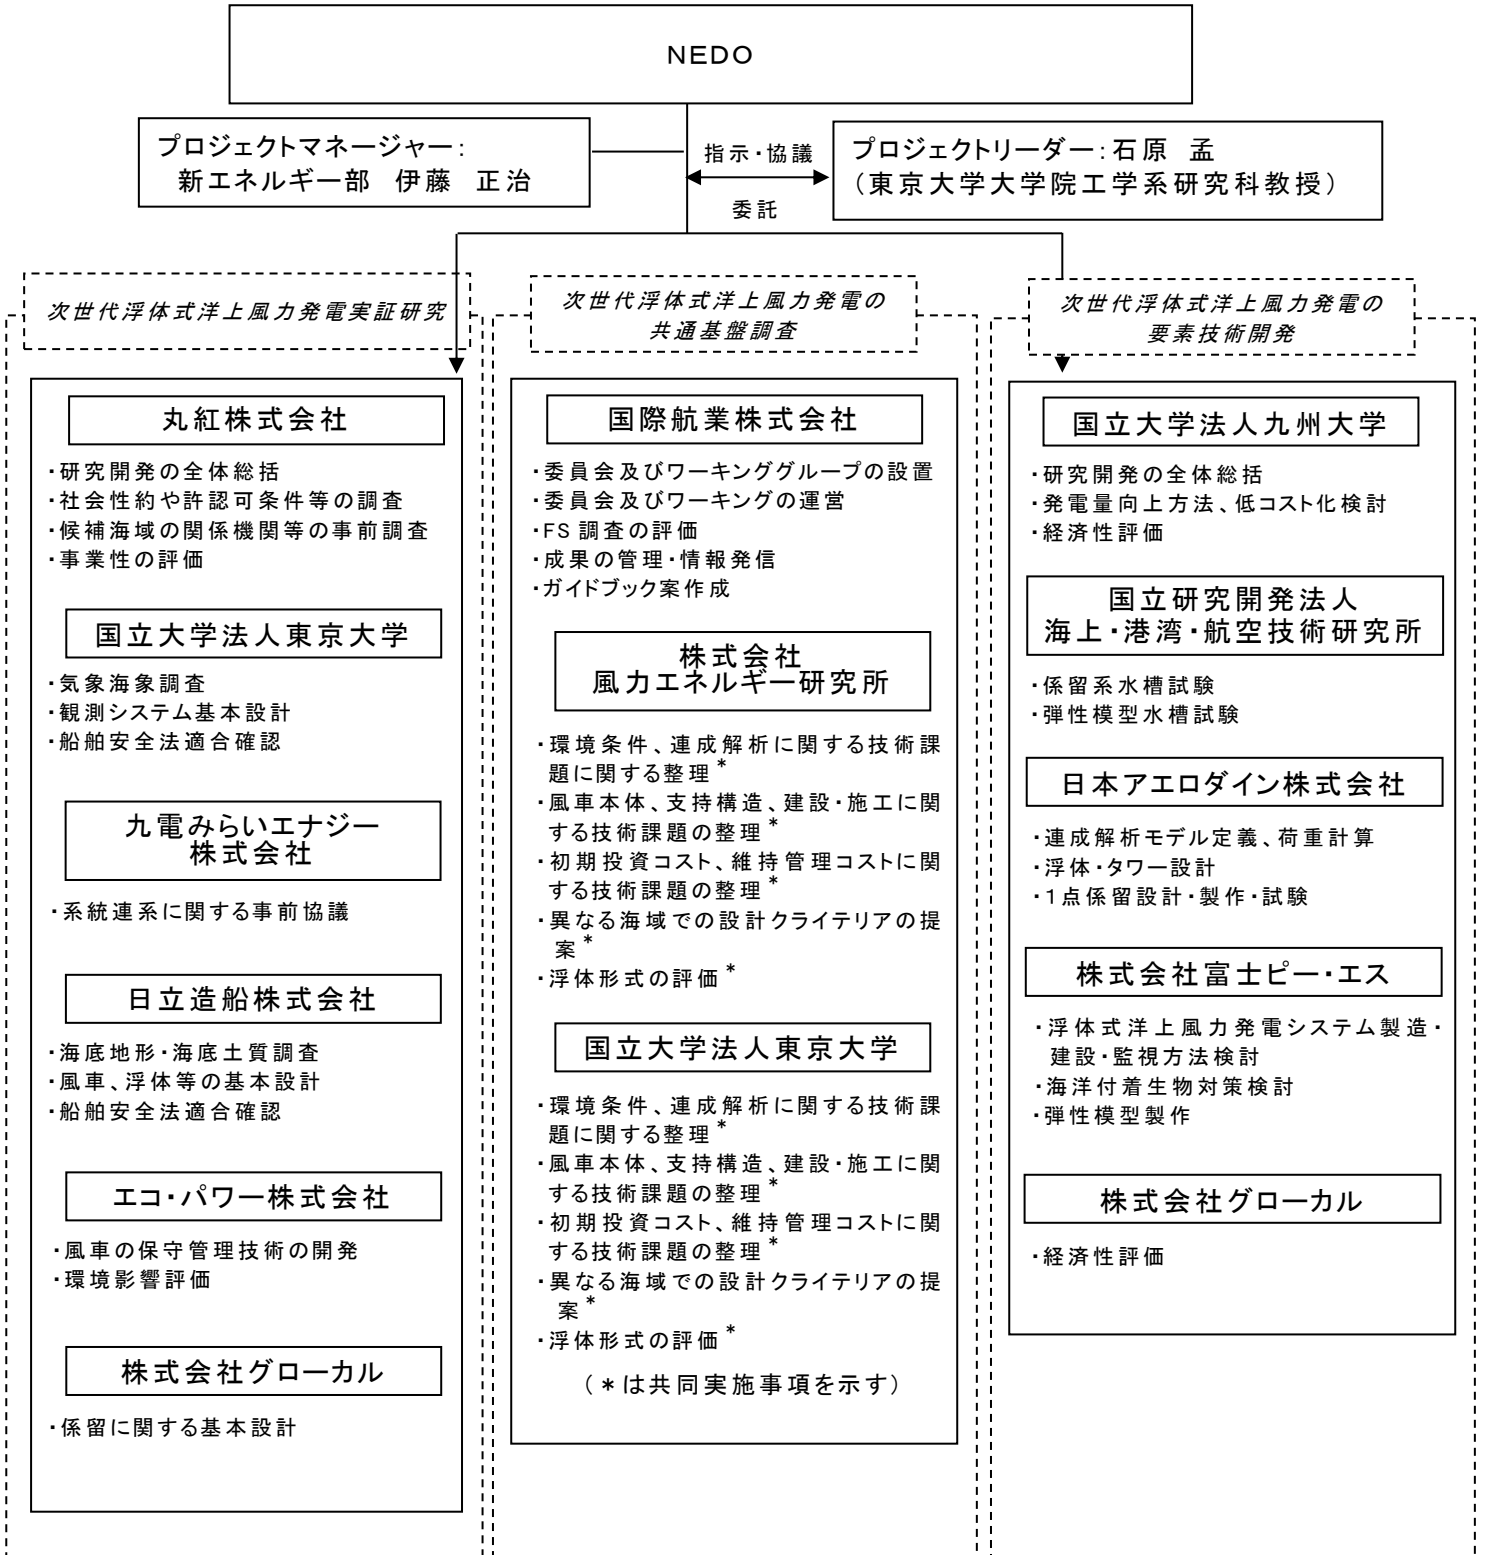 NEDO
プロジェクトマネージャー:
新エネルギー部 伊藤 正治
指示・協議
委託
プロジェクトリーダー:石原 孟
(東京大学大学院工学系研究科教授)
次世代浮体式洋上風力発電実証研究
丸紅株式会社
・研究開発の全体総括
・社会性約や許認可条件等の調査
・候補海域の関係機関等の事前調査
・事業性の評価
国立大学法人東京大学
・気象海象調査
・観測システム基本設計
・船舶安全法適合確認
九電みらいエナジー
株式会社
・系統連系に関する事前協議
日立造船株式会社
・海底地形・海底土質調査
・風車、浮体等の基本設計
・船舶安全法適合確認
エコ・パワー株式会社
・風車の保守管理技術の開発
・環境影響評価
株式会社グローカル
・係留に関する基本設計
次世代浮体式洋上風力発電の
共通基盤調査
国際航業株式会社
・委員会及びワーキンググループの設置
・委員会及びワーキングの運営
・FS 調査の評価
・成果の管理・情報発信
・ガイドブック案作成
株式会社
風力エネルギー研究所
・環境条件、連成解析に関する技術課
題に関する整理*
・風車本体、支持構造、建設・施工に関
する技術課題の整理*
・初期投資コスト、維持管理コストに関
する技術課題の整理*
・異なる海域での設計クライテリアの提
案*
・浮体形式の評価*
国立大学法人東京大学
・環境条件、連成解析に関する技術課
題に関する整理*
・風車本体、支持構造、建設・施工に関
する技術課題の整理*
・初期投資コスト、維持管理コストに関
する技術課題の整理*
・異なる海域での設計クライテリアの提
案*
・浮体形式の評価*
(*は共同実施事項を示す)
次世代浮体式洋上風力発電の
要素技術開発
国立大学法人九州大学
・研究開発の全体総括
・発電量向上方法、低コスト化検討
・経済性評価
国立研究開発法人
海上・港湾・航空技術研究所
・係留系水槽試験
・弾性模型水槽試験
日本アエロダイン株式会社
・連成解析モデル定義、荷重計算
・浮体・タワー設計
・1点係留設計・製作・試験
株式会社富士ピー・エス
・浮体式洋上風力発電システム製造・
建設・監視方法検討
・海洋付着生物対策検討
・弾性模型製作
株式会社グローカル
・経済性評価